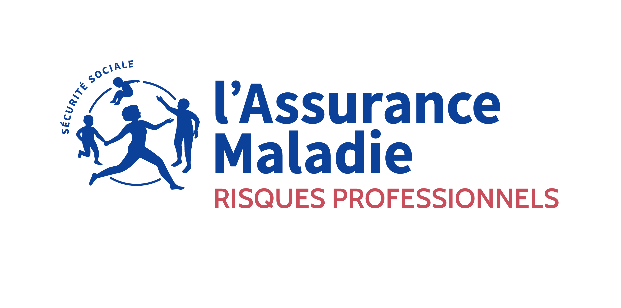 SÉCURITÉ SOCIALE
l’Assurance
Maladie
RISQUES PROFESSIONNELS